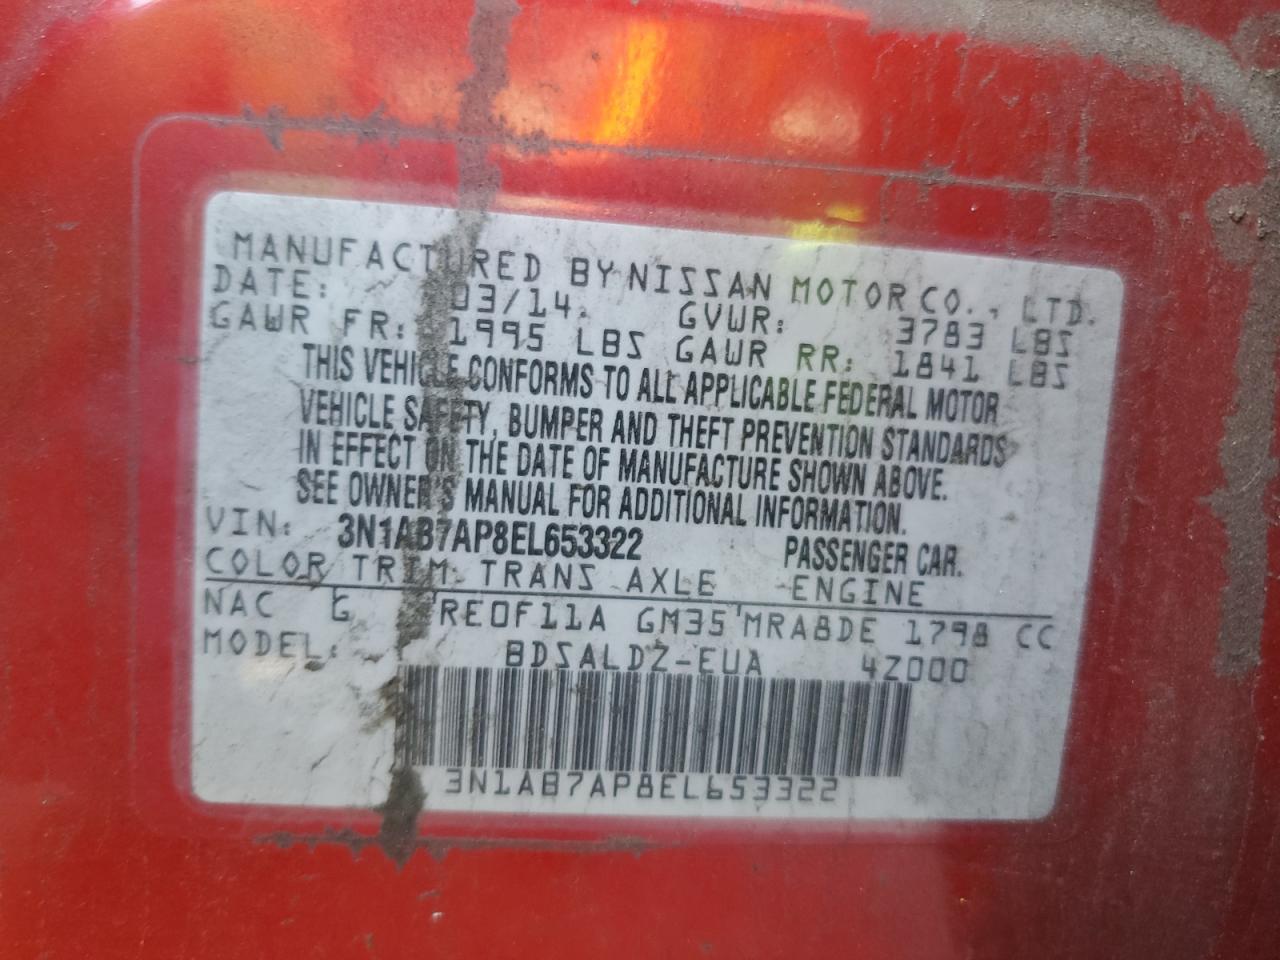 MANUFACTURED BY NISSAN MOTOR CO., LTD.
DATE: 03/14. GVWR: 3783 LBS
GAWR FR: 1995 LBS GAWR RR: 1841 LBS
THIS VEHICLE CONFORMS TO ALL APPLICABLE FEDERAL MOTOR
VEHICLE SAFETY, BUMPER AND THEFT PREVENTION STANDARDS
IN EFFECT ON THE DATE OF MANUFACTURE SHOWN ABOVE.
SEE OWNER'S MANUAL FOR ADDITIONAL INFORMATION.
VIN: 3N1AB7AP8EL653322 PASSENGER CAR.
COLOR TRIM TRANS AXLE ENGINE
NAC G RE0F11A GM35 MRA8DE 1798 CC
MODEL: BDSALDZ-EUA 4Z000
3N1AB7AP8EL653322